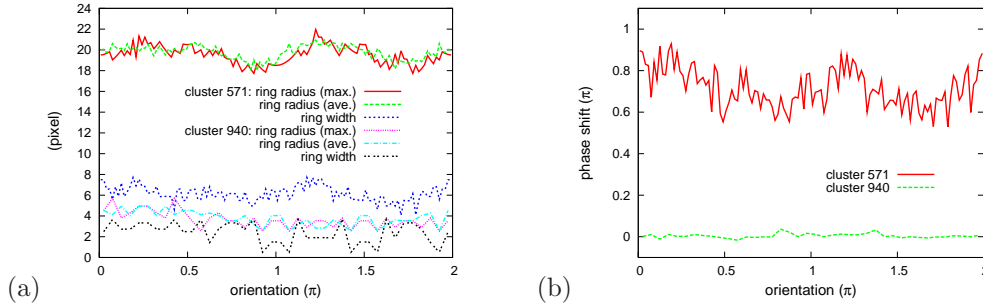 24
22
20
18
16
14
12
10
8
6
4
2
0
(pixel)
cluster 571: ring radius (max.)
ring radius (ave.)
ring width
cluster 940: ring radius (max.)
ring radius (ave.)
ring width
0 0.5 1 1.5 2
orientation (π)
(a)
1
0.8
0.6
0.4
0.2
0
phase shift (π)
cluster 571
cluster 940
0 0.5 1 1.5 2
orientation (π)
(b)